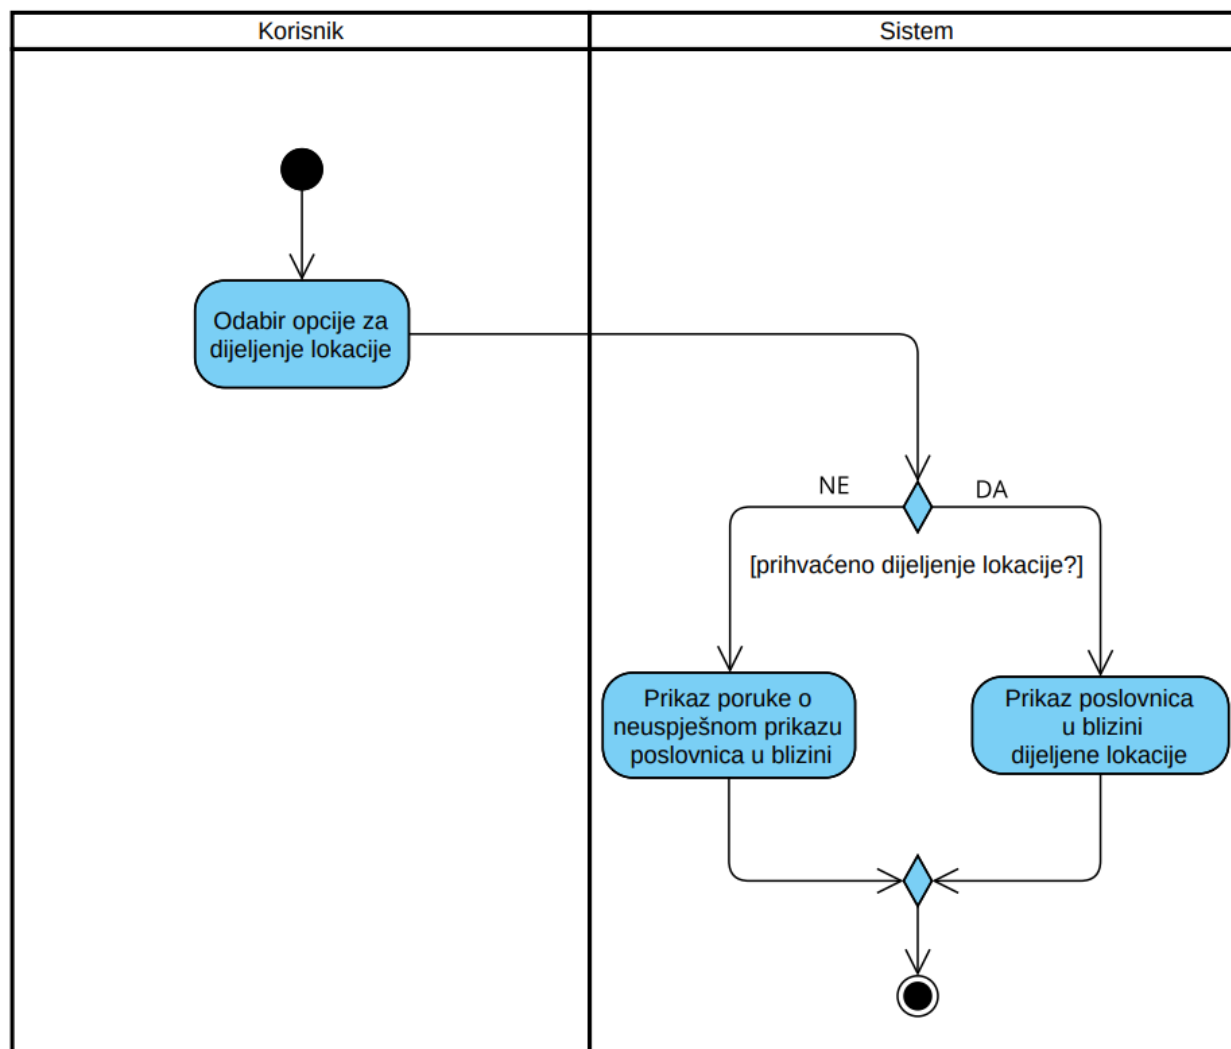 Korisnik
Sistem
Odabir opcije za
dijeljenje lokacije
NE
DA
[prihvaćeno dijeljenje lokacije?]
Prikaz poruke o
neuspješnom prikazu
poslovnica u blizini
Prikaz poslovnica
u blizini
dijeljene lokacije